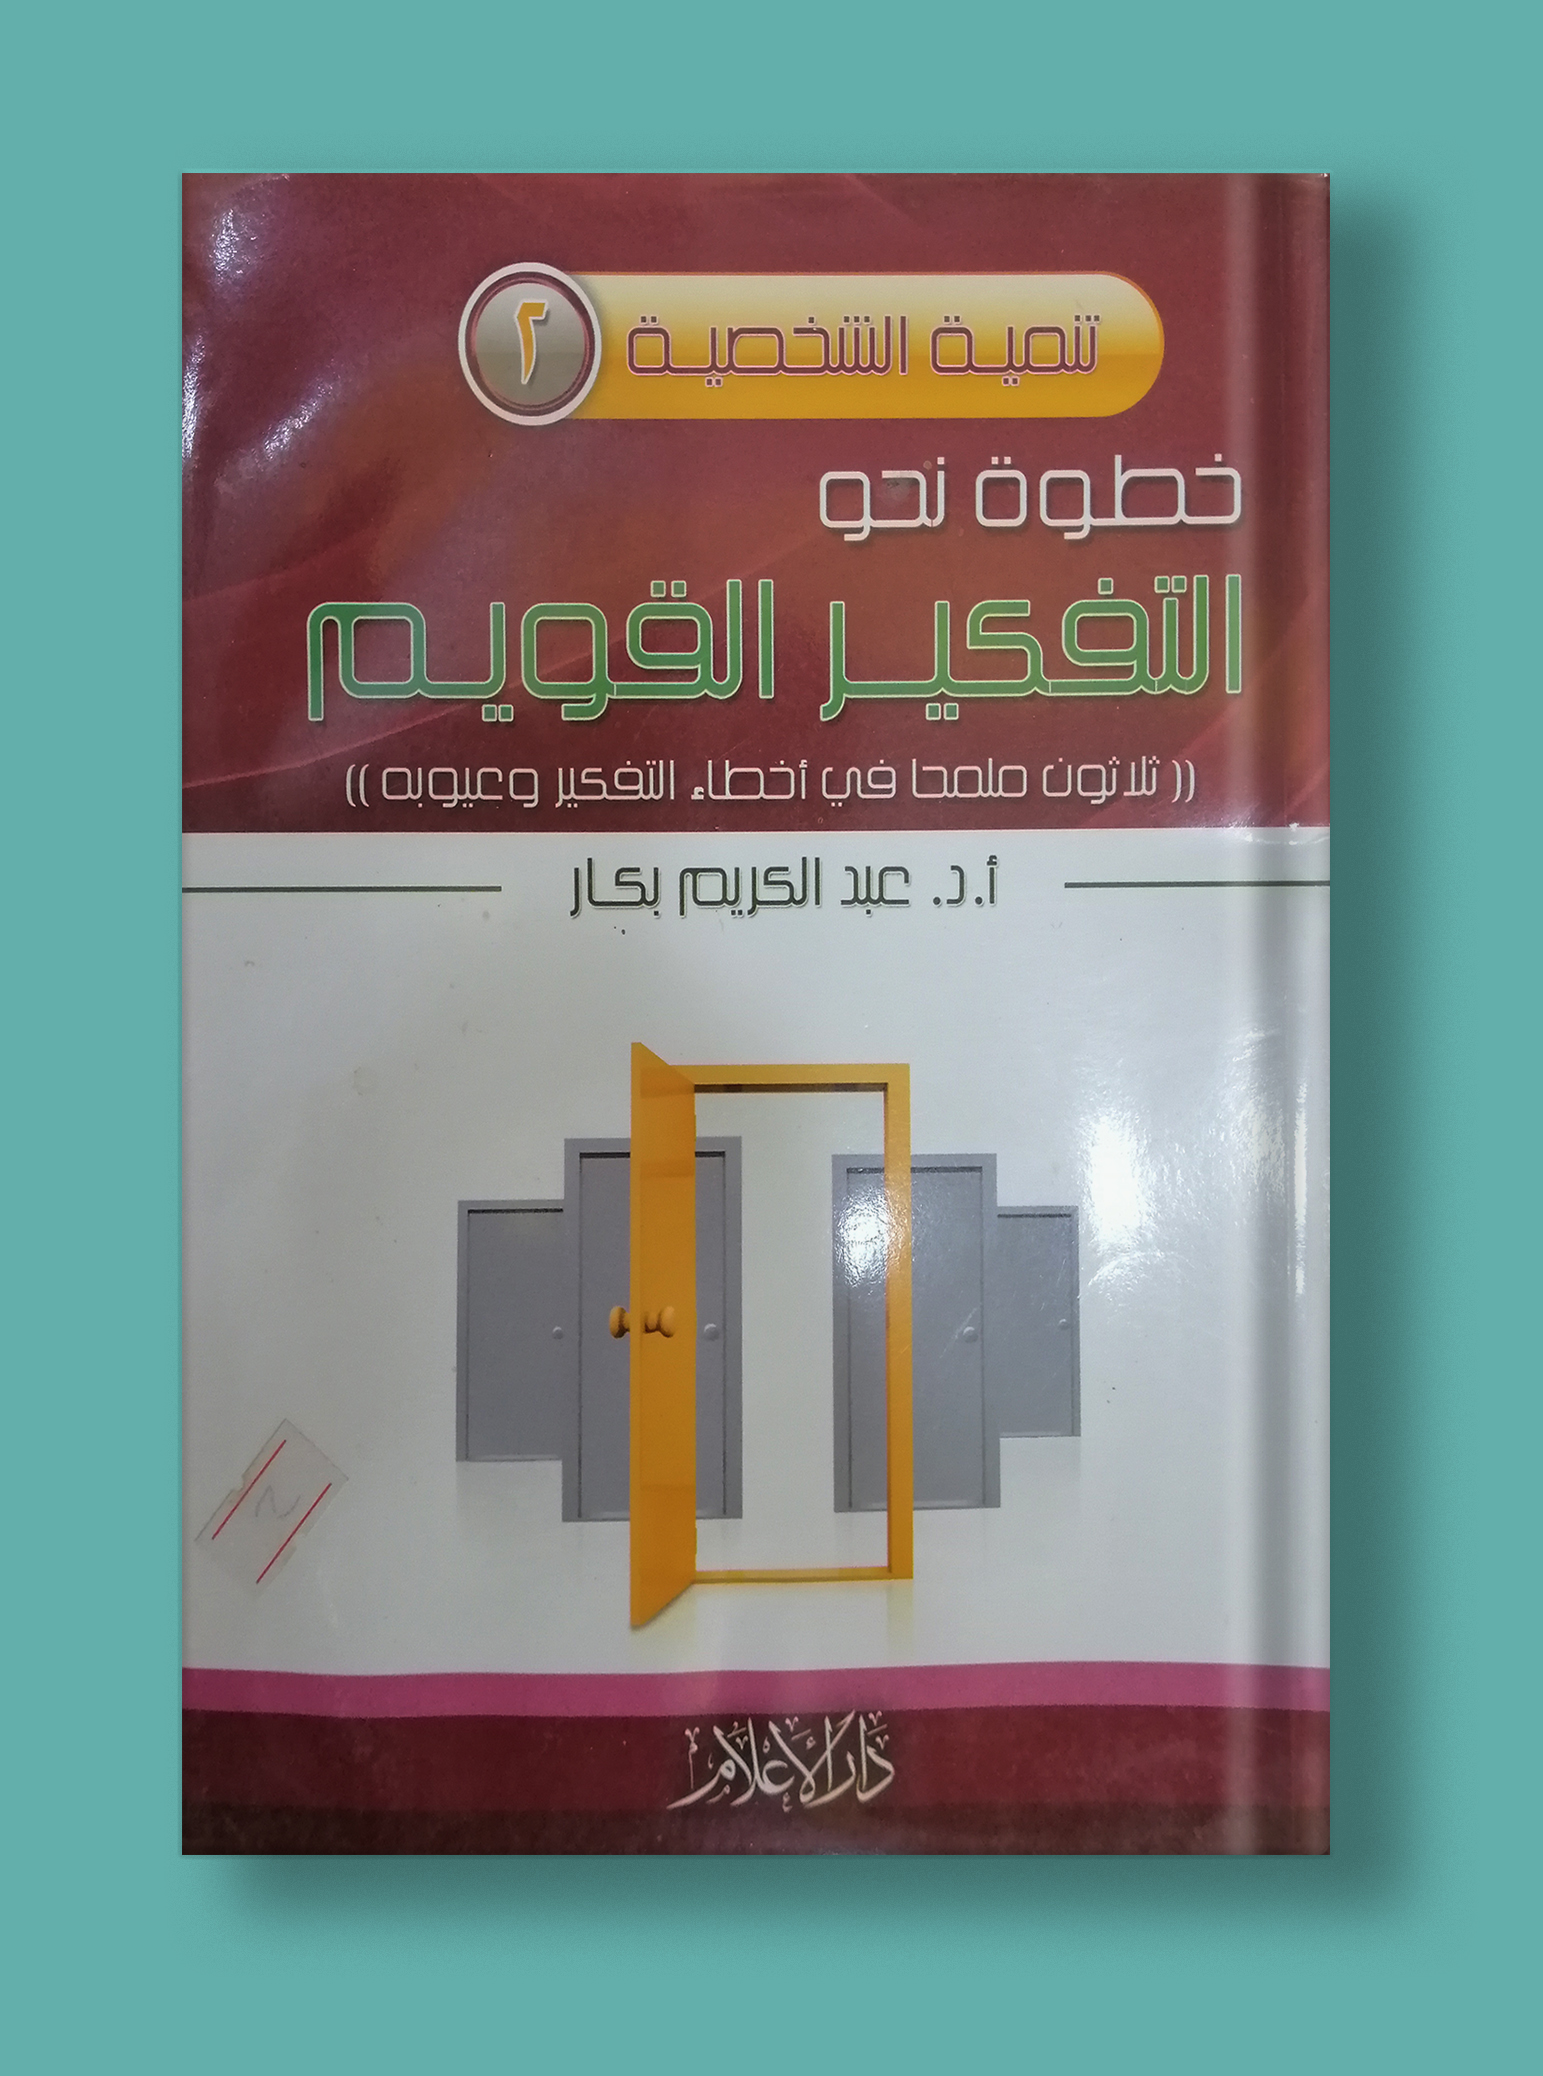 تنمية الشخصية ٢
خطوة نحو
التفكير القويم
(( ثلاثون ملمحا في أخطاء التفكير وعيوبه ))
أ.د. عبد الكريم بكار
دار الأعلام